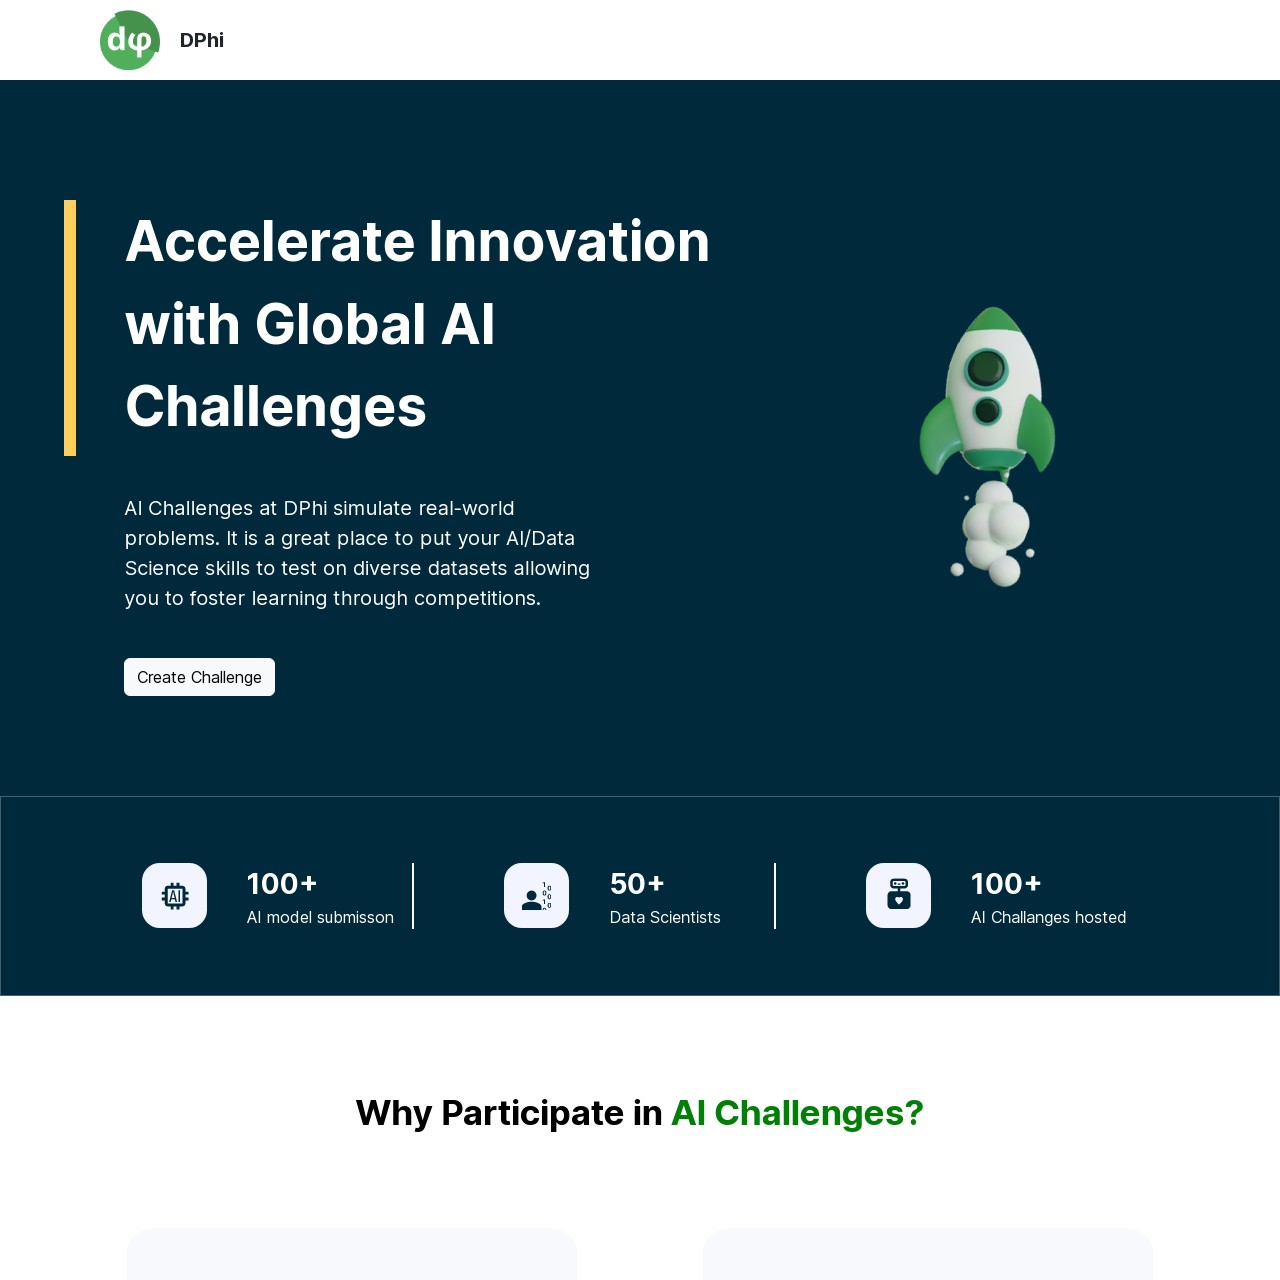 dφ
DPhi
Accelerate Innovation
with Global AI
Challenges
AI Challenges at DPhi simulate real-world
problems. It is a great place to put your AI/Data
Science skills to test on diverse datasets allowing
you to foster learning through competitions.
Create Challenge
AI
100+
AI model submisson
50+
Data Scientists
100+
AI Challanges hosted
Why Participate in AI Challenges?